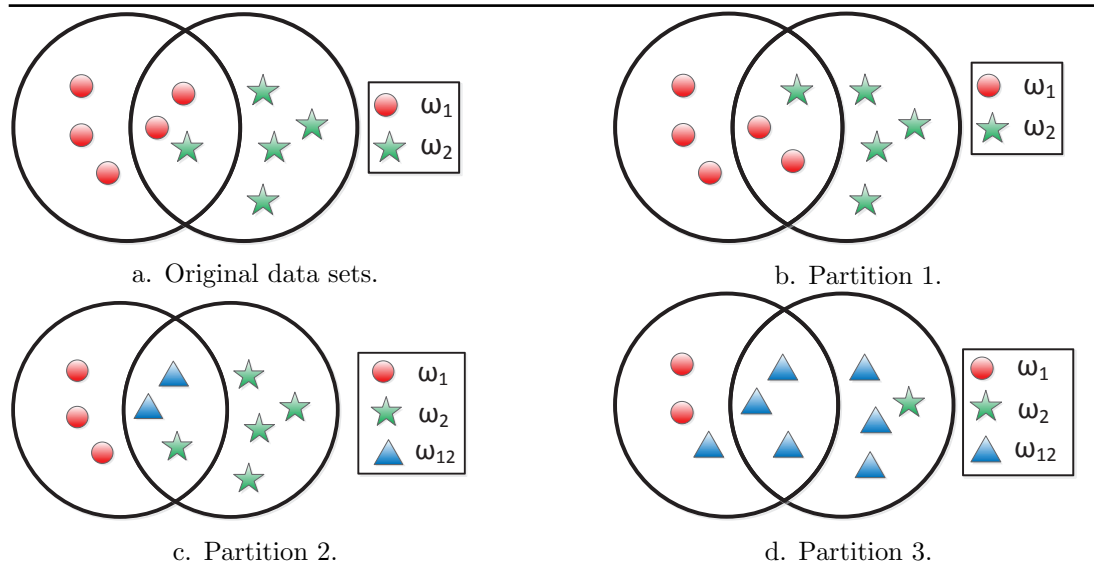 ω1
ω2
a. Original data sets.
ω1
ω2
b. Partition 1.
ω1
ω2
ω12
c. Partition 2.
ω1
ω2
ω12
d. Partition 3.